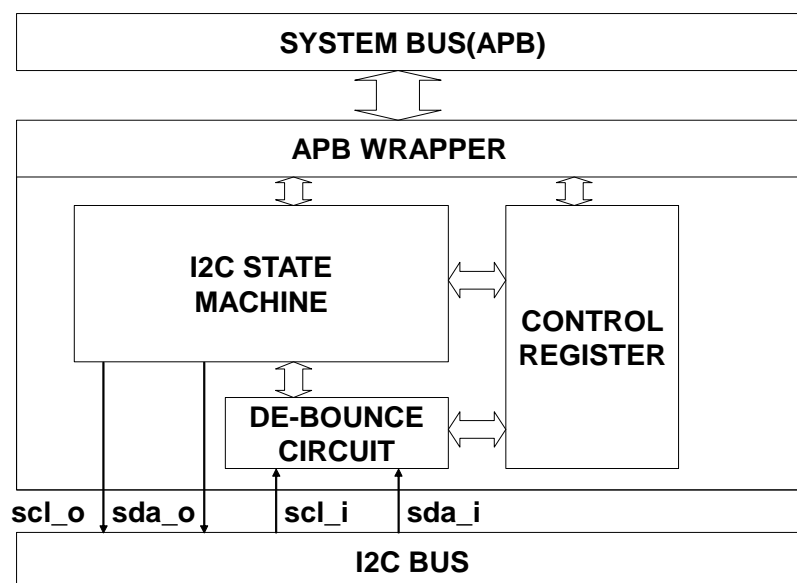 SYSTEM BUS(APB)
APB WRAPPER
I2C STATE
MACHINE
CONTROL
REGISTER
DE-BOUNCE
CIRCUIT
scl_o sda_o scl_i sda_i
I2C BUS